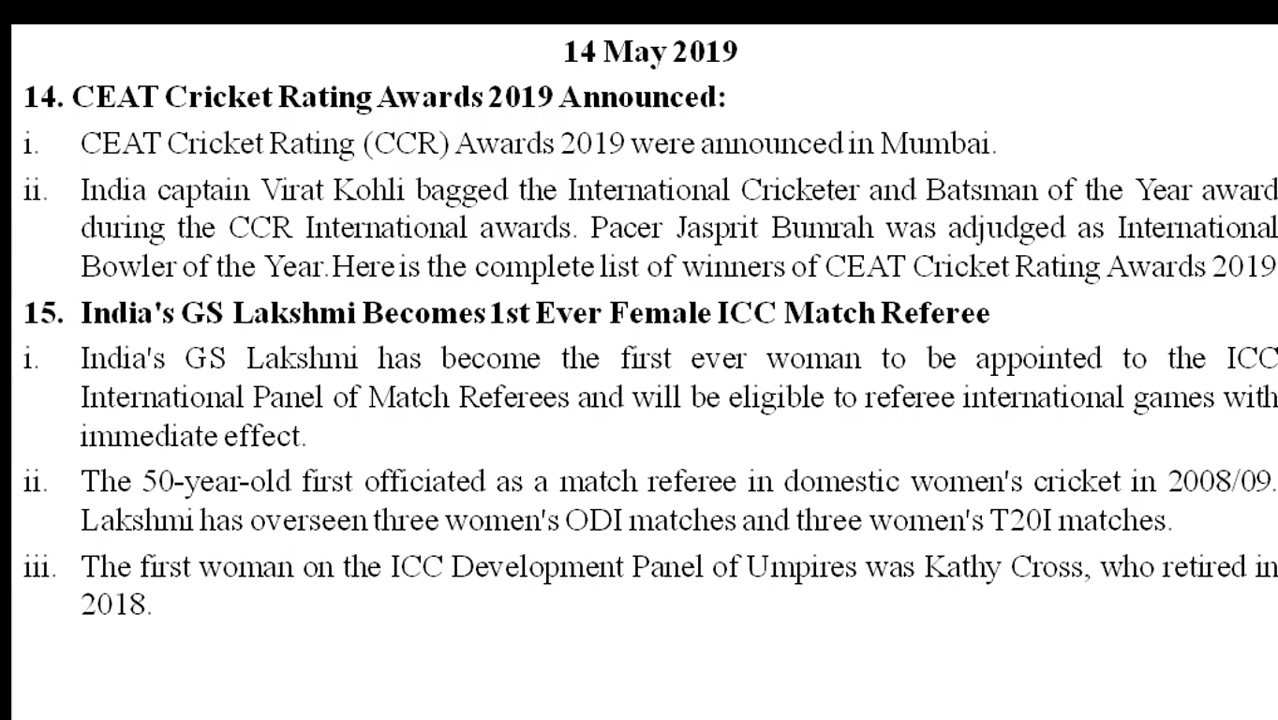 14 May 2019
14. CEAT Cricket Rating Awards 2019 Announced:
i. CEAT Cricket Rating (CCR) Awards 2019 were announced in Mumbai.
ii. India captain Virat Kohli bagged the International Cricketer and Batsman of the Year award
during the CCR International awards. Pacer Jasprit Bumrah was adjudged as International
Bowler of the Year.Here is the complete list of winners of CEAT Cricket Rating Awards 2019
15. India's GS Lakshmi Becomes 1st Ever Female ICC Match Referee
i. India's GS Lakshmi has become the first ever woman to be appointed to the ICC
International Panel of Match Referees and will be eligible to referee international games with
immediate effect.
ii. The 50-year-old first officiated as a match referee in domestic women's cricket in 2008/09.
Lakshmi has overseen three women's ODI matches and three women's T20I matches.
iii. The first woman on the ICC Development Panel of Umpires was Kathy Cross, who retired in
2018.